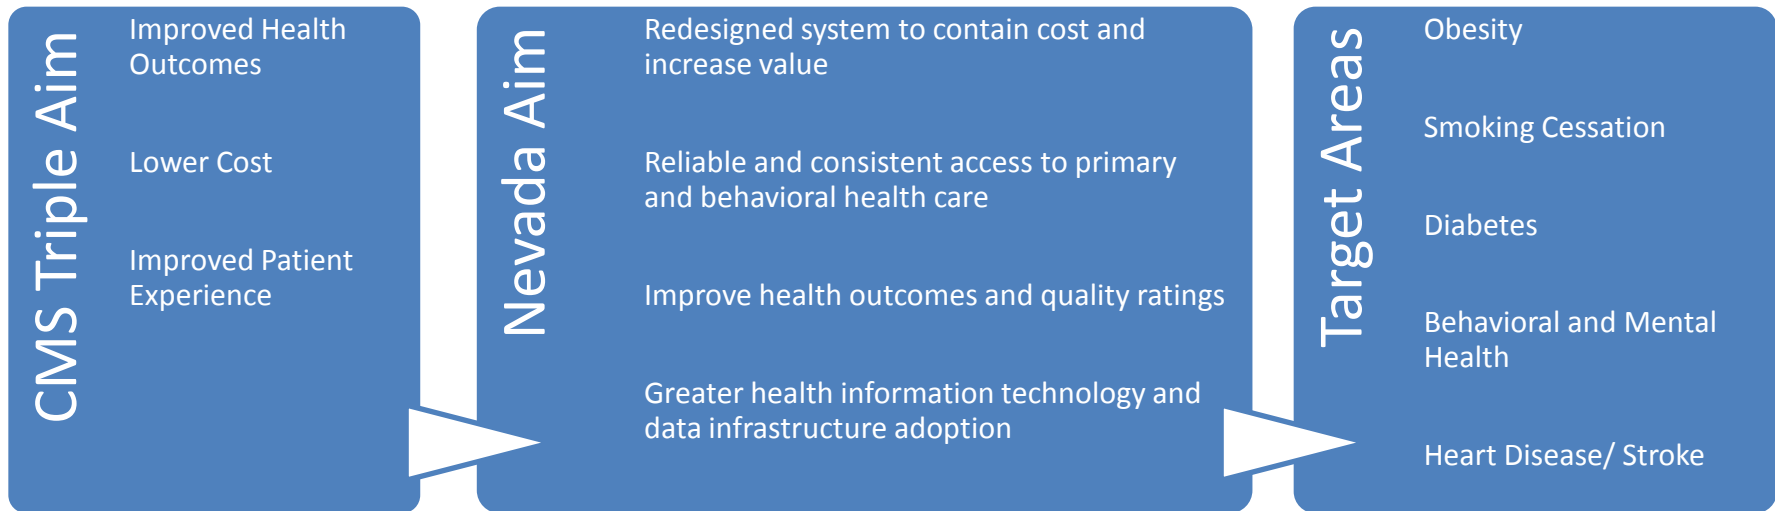 CMS Triple Aim
Improved Health
Outcomes
Lower Cost
Improved Patient
Experience
Nevada Aim
Redesigned system to contain cost and
increase value
Reliable and consistent access to primary
and behavioral health care
Improve health outcomes and quality ratings
Greater health information technology and
data infrastructure adoption
Target Areas
Obesity
Smoking Cessation
Diabetes
Behavioral and Mental
Health
Heart Disease/ Stroke